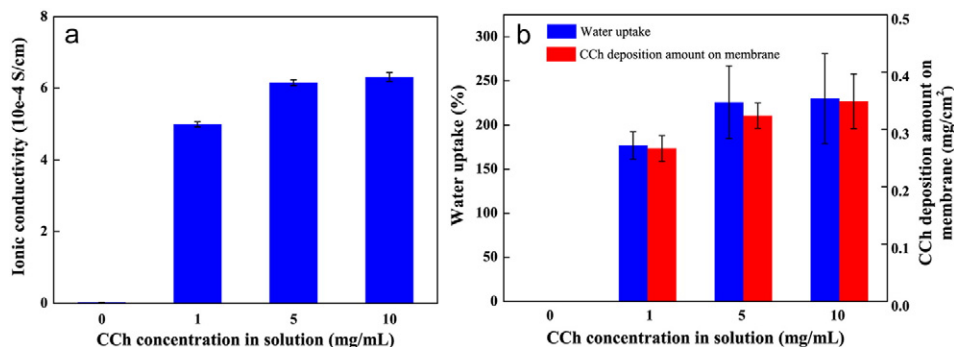 a
8
6
4
2
0
Ionic conductivity (10e-4 S/cm)
0 1 5 10
CCh concentration in solution (mg/mL)
b
Water uptake
CCh deposition amount on membrane
300
250
200
150
100
50
0
Water uptake (%)
0.5
0.4
0.3
0.2
0.1
0.0
CCh deposition amount on
membrane (mg/cm²)
0 1 5 10
CCh concentration in solution (mg/mL)